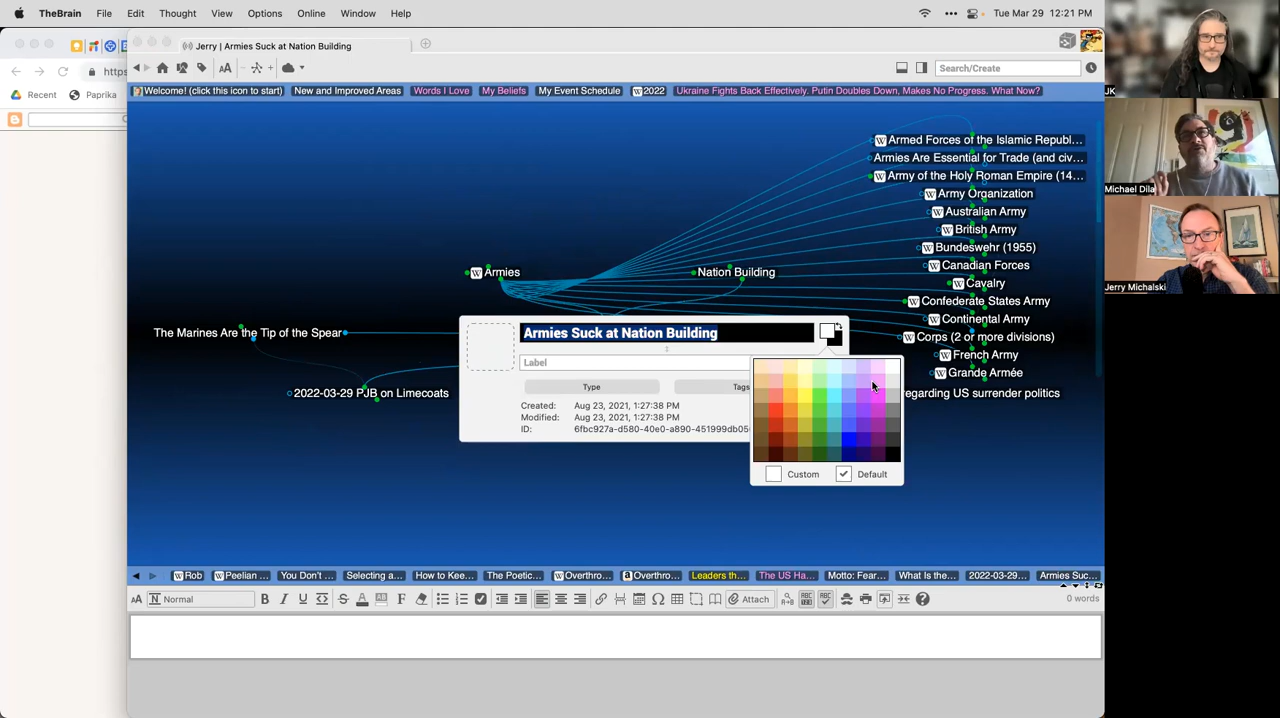 TheBrain File Edit Thought View Options Online Window Help Tue Mar 29 12:21 PM
Jerry | Armies Suck at Nation Building
https
Search/Create
Recent Paprika
Welcome! (click this icon to start) New and Improved Areas Words I Love My Beliefs My Event Schedule 2022 Ukraine Fights Back Effectively. Putin Doubles Down, Makes No Progress. What Now?
JK
Armed Forces of the Islamic Republ...
Armies Are Essential for Trade (and civ...
Army of the Holy Roman Empire (14...
Army Organization
Australian Army
British Army
Bundeswehr (1955)
Canadian Forces
Cavalry
Confederate States Army
Continental Army
Corps (2 or more divisions)
French Army
Grande Armée
regarding US surrender politics
Michael Dila
Jerry Michalski
Armies
Nation Building
The Marines Are the Tip of the Spear
2022-03-29 PJB on Limecoats
Armies Suck at Nation Building
Label
Type Tags
Created: Aug 23, 2021, 1:27:38 PM
Modified: Aug 23, 2021, 1:27:38 PM
ID: 6fbc927a-d580-40e0-a890-451999db05
Custom Default
Rob Peelian ... You Don't ... Selecting a... How to Kee... The Poetic... Overthro... Overthro... Leaders th... The US Ha... Motto: Fear... What Is the... 2022-03-29... Armies Suc...
Normal B I U S A Attach 0 words